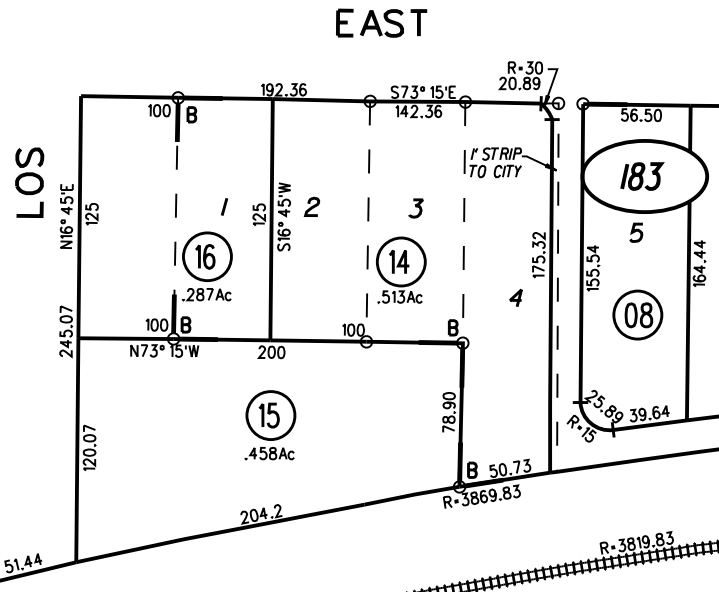 EAST
R=30
20.89
192.36
S73° 15'E
142.36
100
B
56.50
1' STRIP
TO CITY
183
LOS
N16° 45'E
125
1
125
S16° 45'W
2
3
5
16
.287Ac
14
.513Ac
4
175.32
155.54
164.44
08
245.07
100
B
N73° 15'W
200
100
B
15
.458Ac
78.90
25.89
R=15
39.64
120.07
B
50.73
R=3869.83
204.2
51.44
R=3819.83